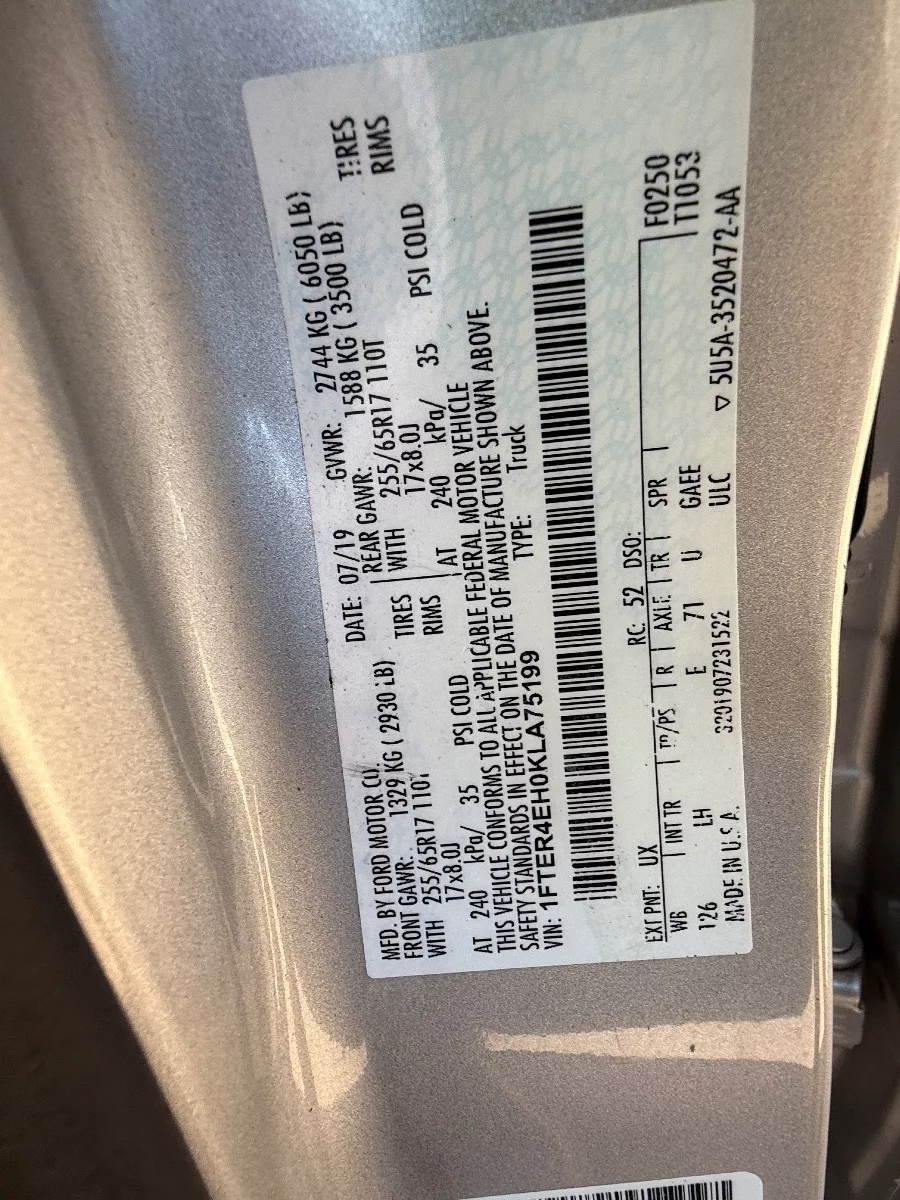 MFD. BY FORD MOTOR CO. DATE: 07/19 GVWR: 2744 KG ( 6050 LB)
FRONT GAWR: 1329 KG ( 2930 LB) REAR GAWR: 1588 KG ( 3500 LB)
WITH 255/65R17 110T TIRES WITH 255/65R17 110T TIRES
17x8.0J RIMS 17x8.0J RIMS
AT 240 kPa/ 35 PSI COLD AT 240 kPa/ 35 PSI COLD
THIS VEHICLE CONFORMS TO ALL APPLICABLE FEDERAL MOTOR VEHICLE
SAFETY STANDARDS IN EFFECT ON THE DATE OF MANUFACTURE SHOWN ABOVE.
VIN: 1FTER4EH0KLA75199 TYPE: Truck
EXT PNT: UX RC: 52 DSO: F0250
WB INT TR TP/PS R AXLE TR SPR T1053
126 LH E 71 U GAEE
MADE IN U.S.A. 3201907231522 ULC ▽ 5U5A-3520472-AA